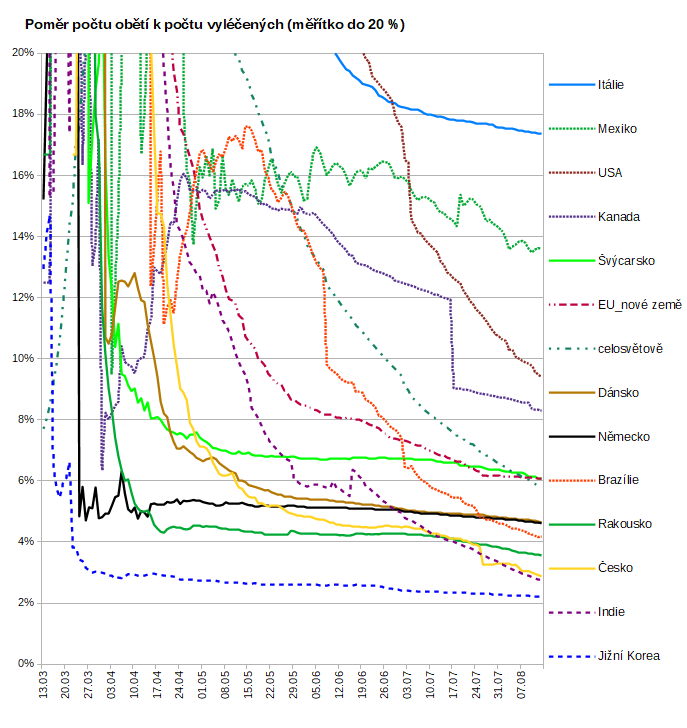 Poměr počtu obětí k počtu vyléčených (měřítko do 20 %)
20%
18%
16%
14%
12%
10%
8%
6%
4%
2%
0%
13.03
20.03
27.03
03.04
10.04
17.04
24.04
01.05
08.05
15.05
22.05
29.05
05.06
12.06
19.06
26.06
03.07
10.07
17.07
24.07
31.07
07.08
Itálie
Mexiko
USA
Kanada
Švýcarsko
EU_nové země
celosvětově
Dánsko
Německo
Brazílie
Rakousko
Česko
Indie
Jižní Korea